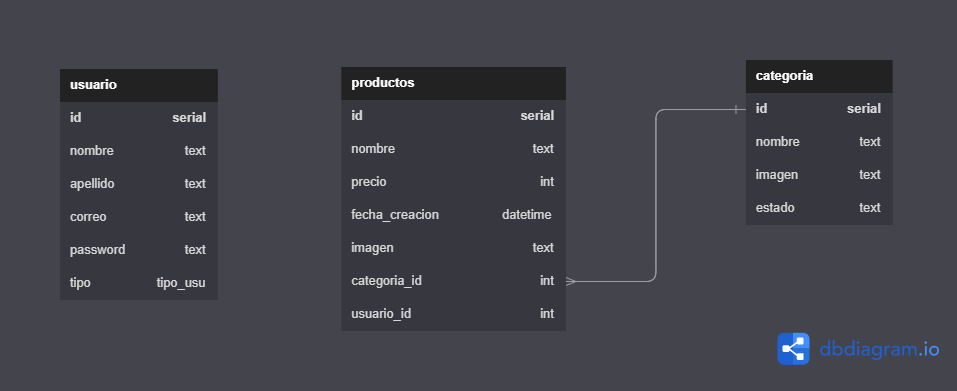 usuario
id serial
nombre text
apellido text
correo text
password text
tipo tipo_usu
productos
id serial
nombre text
precio int
fecha_creacion datetime
imagen text
categoria_id int
usuario_id int
categoria
id serial
nombre text
imagen text
estado text
dbdiagram.io